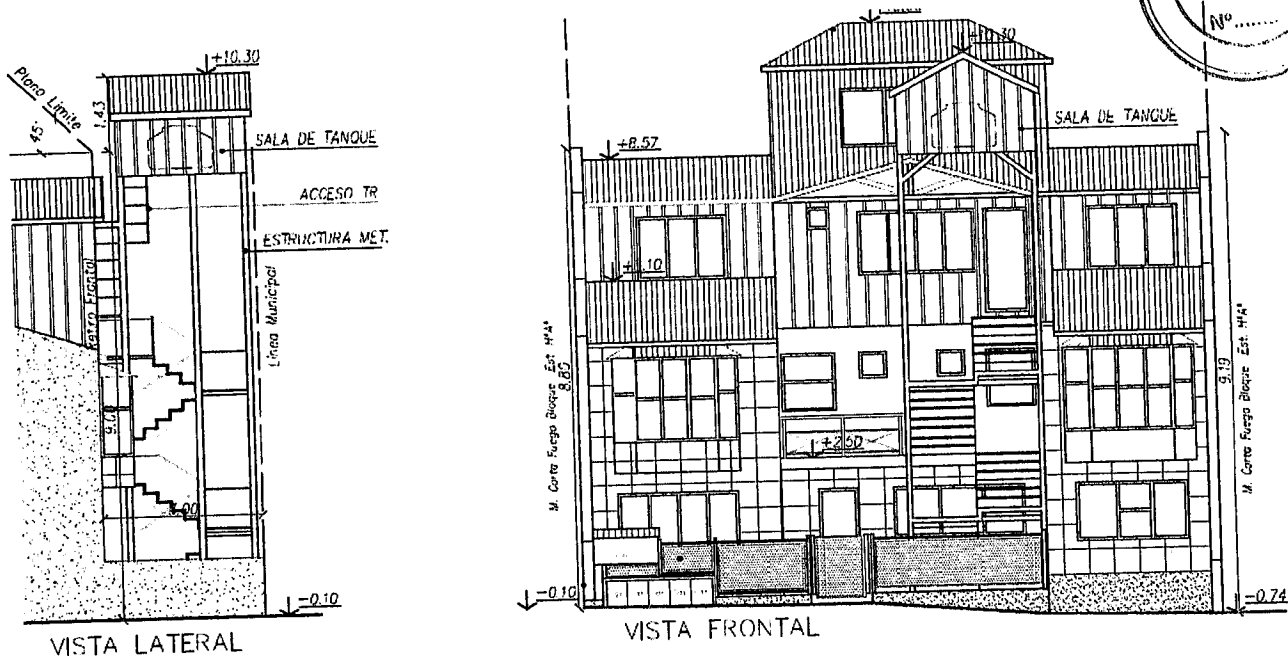 +10.30
Plano Limite
45°
1.43
SALA DE TANQUE
ACCESO TR
ESTRUCTURA MET.
Linea Municipal
Frontal
9.00
-0.10
VISTA LATERAL
Nº
+10.30
SALA DE TANQUE
+8.57
M. Corta Fuego Bloque Est. HºAº
8.85
+2.50
9.19
M. Corta Fuego Bloque Est. HºAº
-0.10
-0.74
VISTA FRONTAL